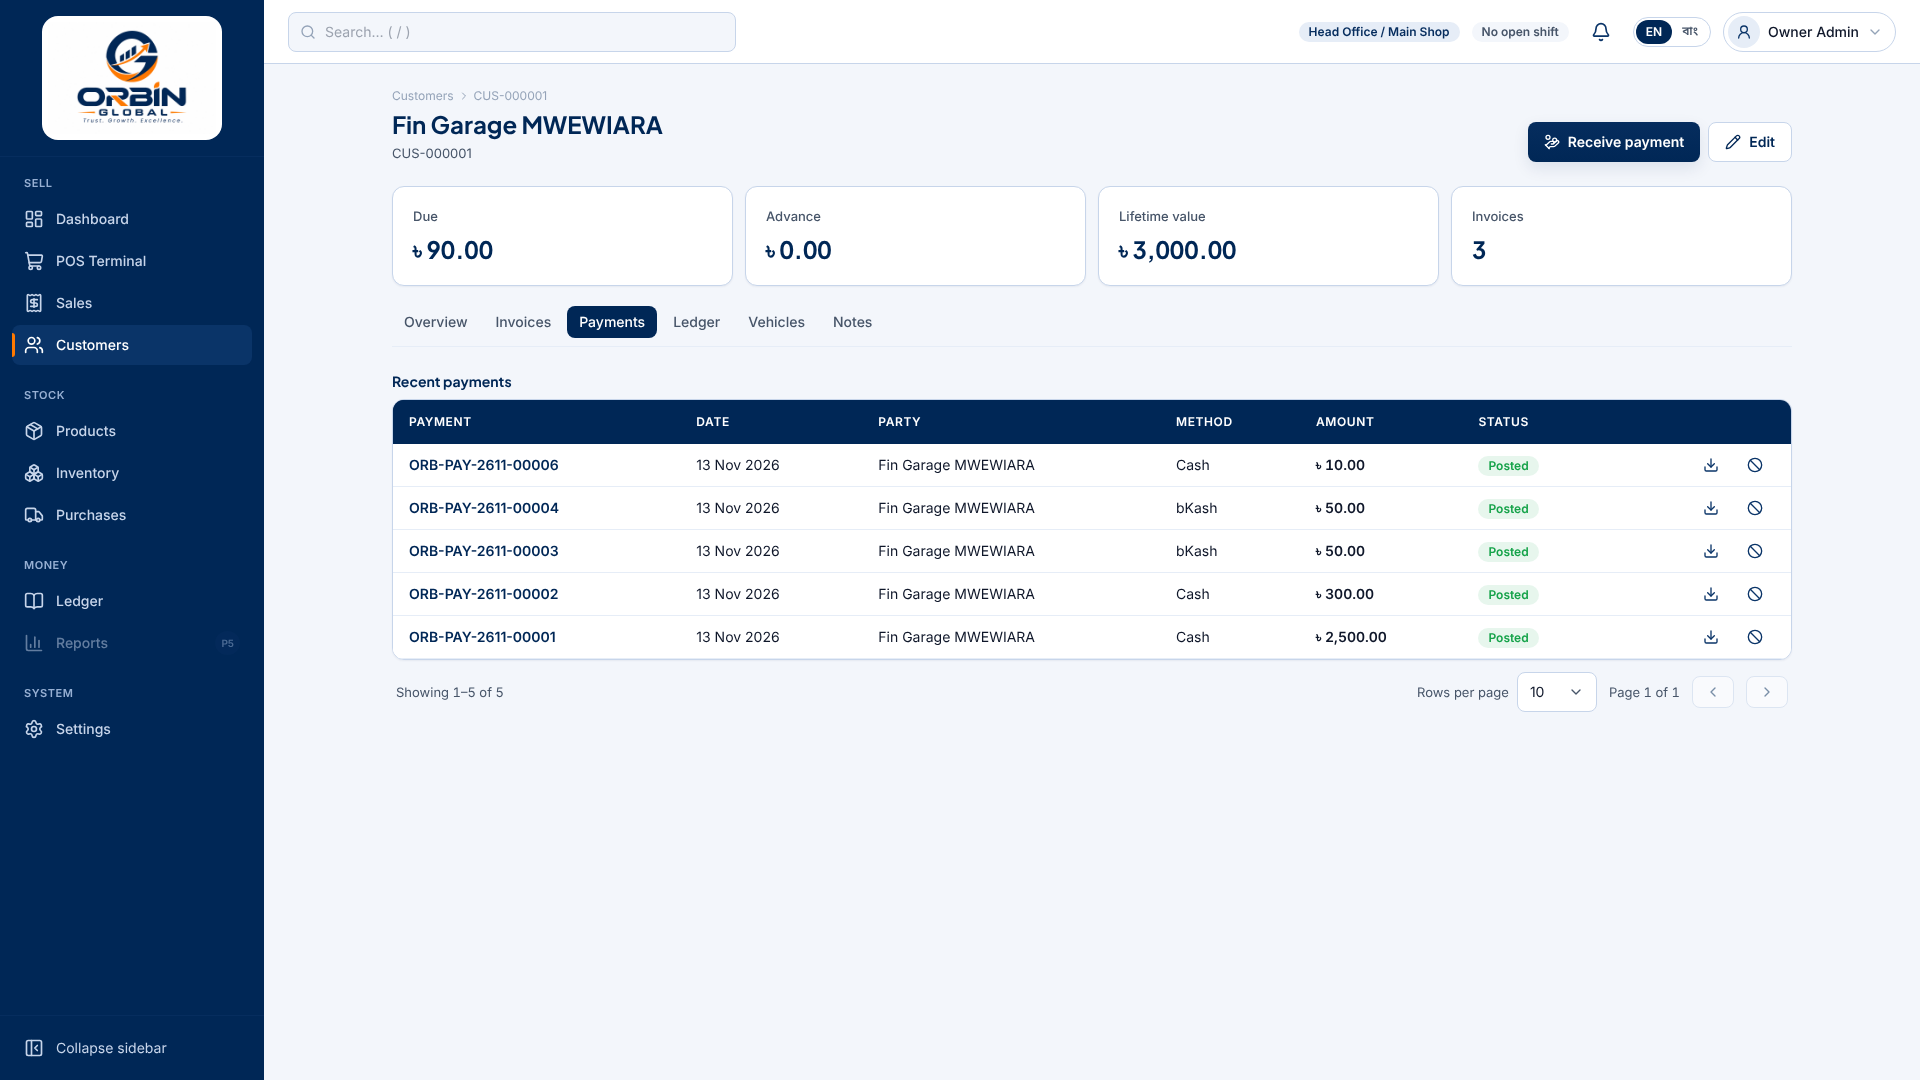 ORBIN
GLOBAL
Trust. Growth. Excellence.
Search... ( / )
Head Office / Main Shop
No open shift
EN
বাং
Owner Admin
SELL
Dashboard
POS Terminal
Sales
Customers
STOCK
Products
Inventory
Purchases
MONEY
Ledger
Reports P5
SYSTEM
Settings
Collapse sidebar
Customers > CUS-000001
Fin Garage MWEWIARA
CUS-000001
Receive payment
Edit
Due
৳ 90.00
Advance
৳ 0.00
Lifetime value
৳ 3,000.00
Invoices
3
Overview Invoices Payments Ledger Vehicles Notes
Recent payments
PAYMENT DATE PARTY METHOD AMOUNT STATUS
ORB-PAY-2611-00006 13 Nov 2026 Fin Garage MWEWIARA Cash ৳ 10.00 Posted
ORB-PAY-2611-00004 13 Nov 2026 Fin Garage MWEWIARA bKash ৳ 50.00 Posted
ORB-PAY-2611-00003 13 Nov 2026 Fin Garage MWEWIARA bKash ৳ 50.00 Posted
ORB-PAY-2611-00002 13 Nov 2026 Fin Garage MWEWIARA Cash ৳ 300.00 Posted
ORB-PAY-2611-00001 13 Nov 2026 Fin Garage MWEWIARA Cash ৳ 2,500.00 Posted
Showing 1–5 of 5
Rows per page 10 Page 1 of 1